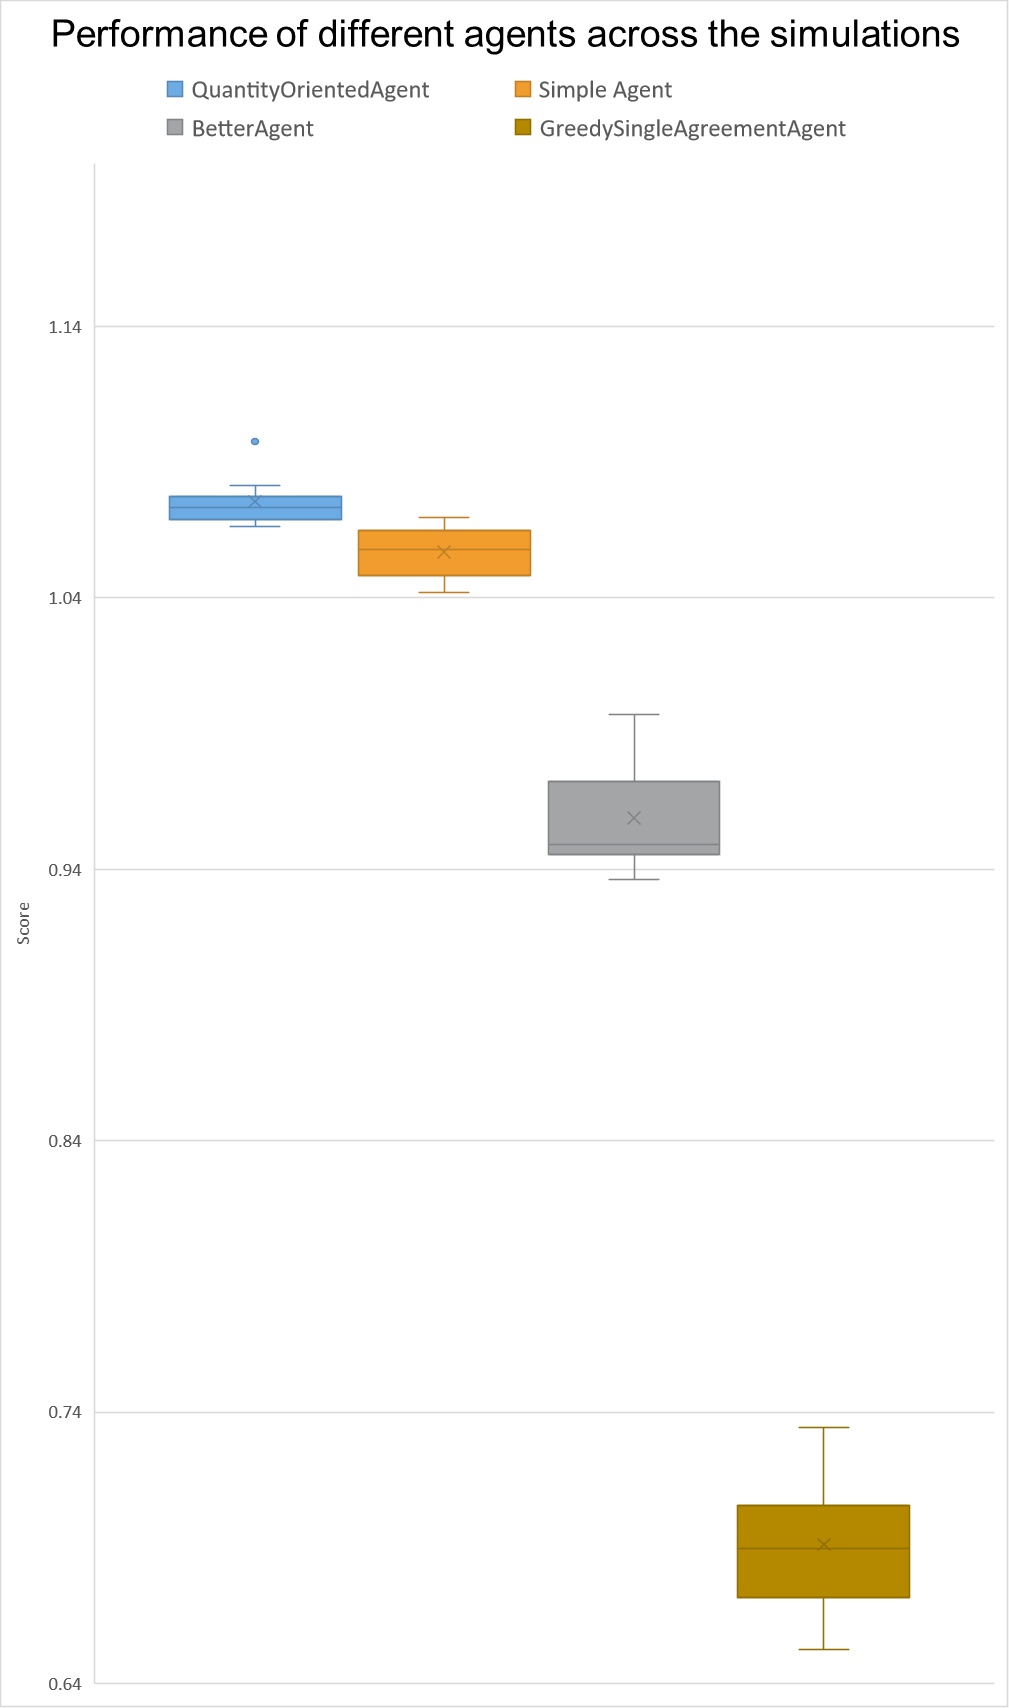 Performance of different agents across the simulations
QuantityOrientedAgent
Simple Agent
BetterAgent
GreedySingleAgreementAgent
1.14
1.04
0.94
Score
0.84
0.74
0.64